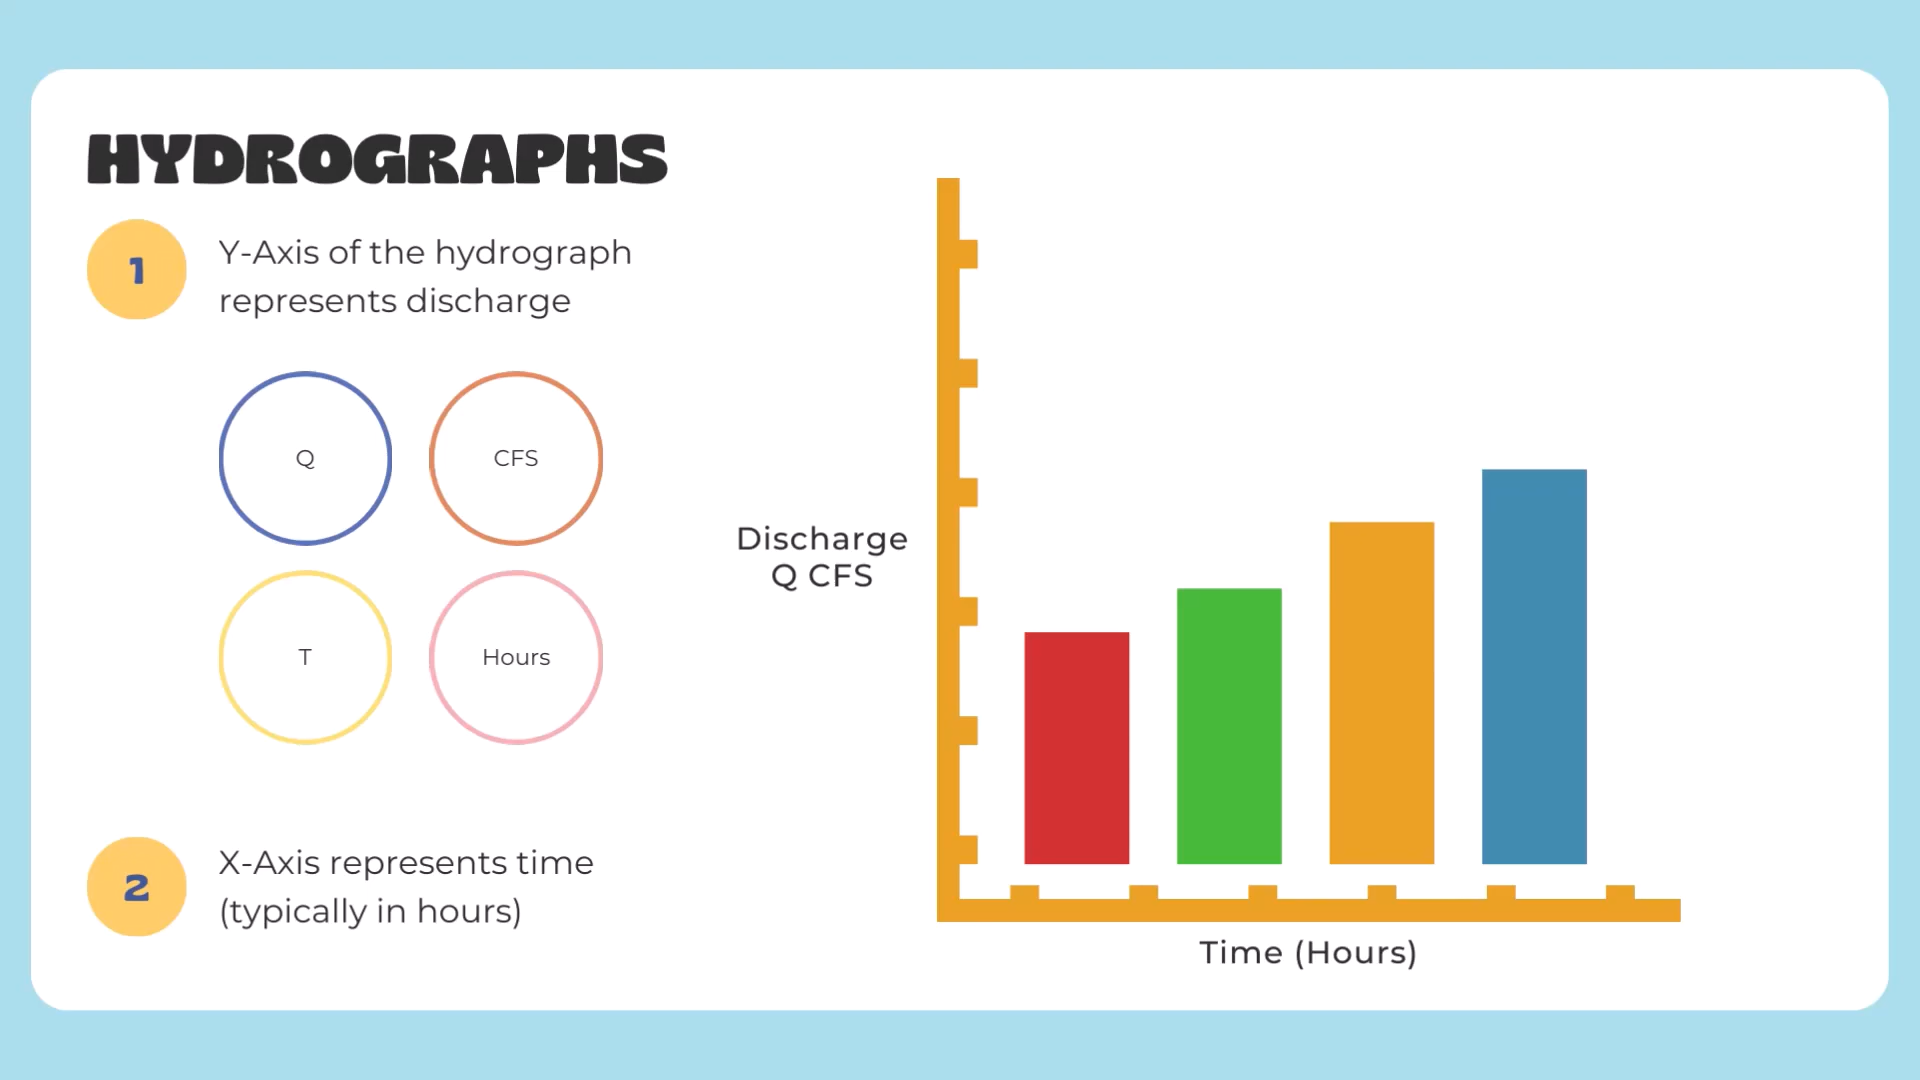 HYDROGRAPHS
1
Y-Axis of the hydrograph
represents discharge
Q
CFS
T
Hours
2
X-Axis represents time
(typically in hours)
Discharge
Q CFS
Time (Hours)